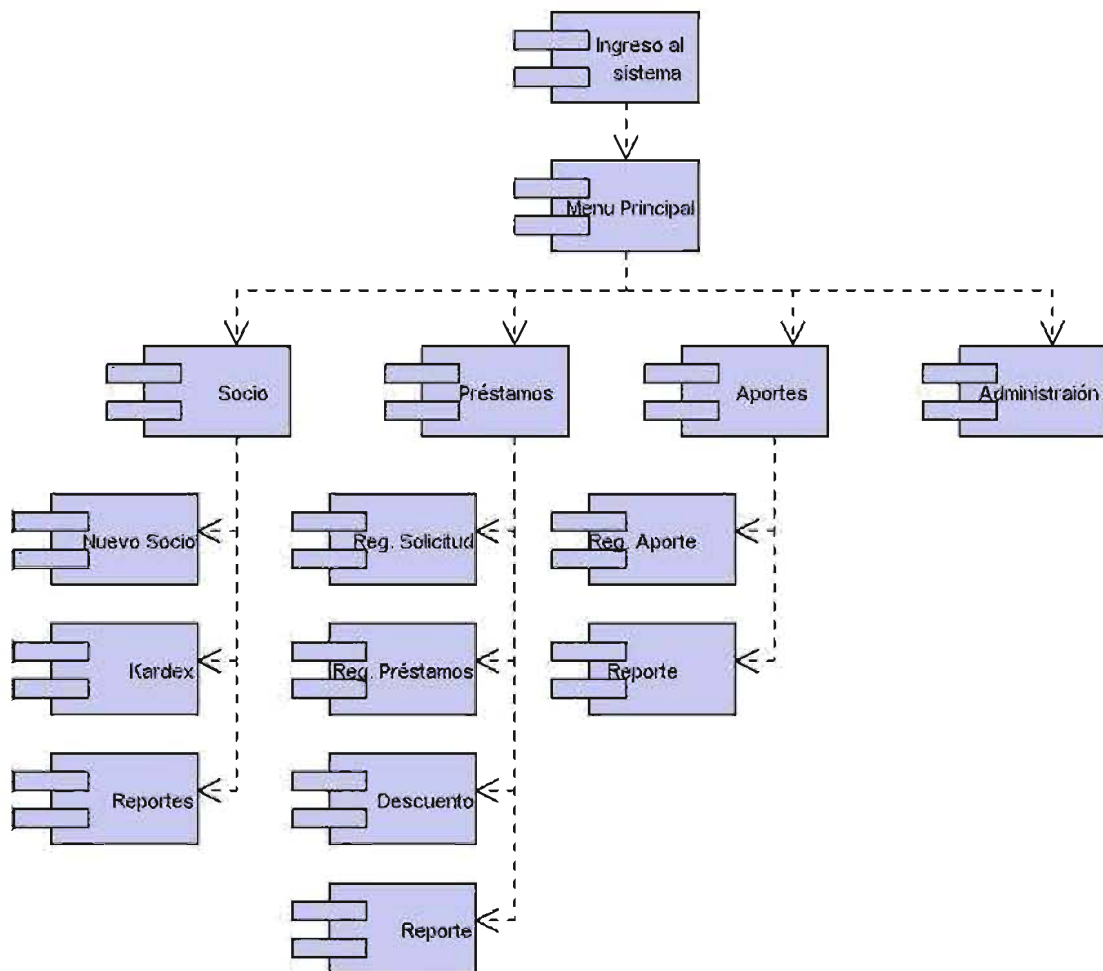 Ingreso al
sistema
Menu Principal
Socio
Préstamos
Aportes
Administraión
Nuevo Socio
Reg. Solicitud
Reg. Aporte
Kardex
Reg. Préstamos
Reporte
Reportes
Descuento
Reporte